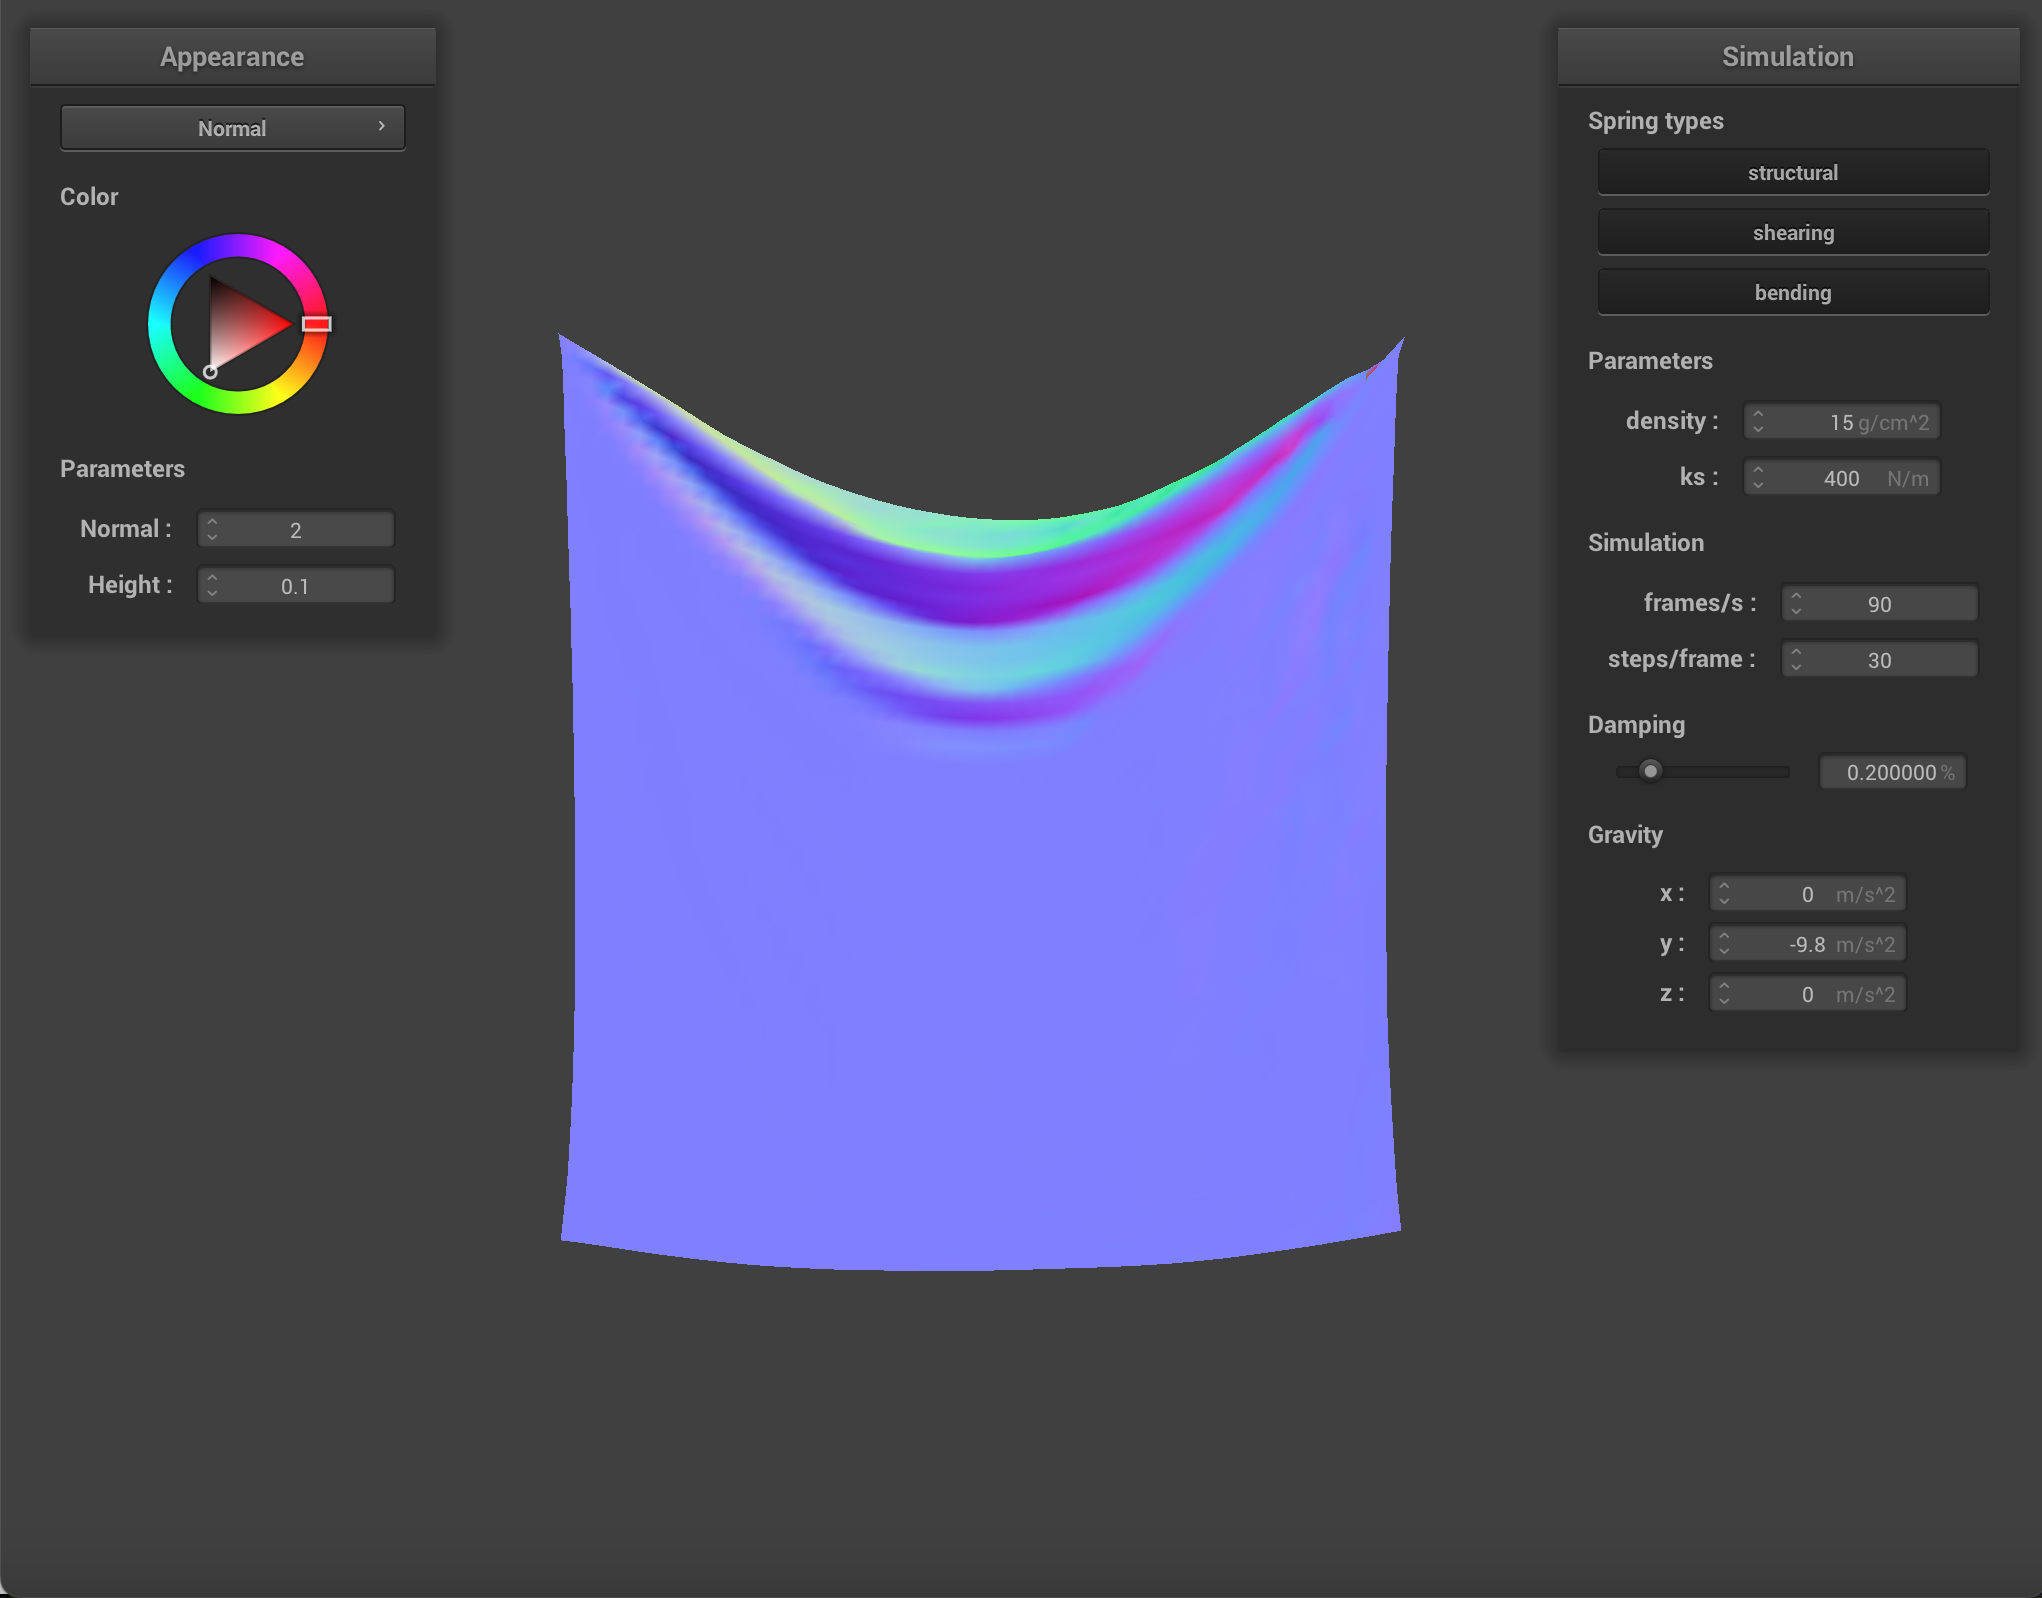 Appearance
Normal
Color
Parameters
Normal : 2
Height : 0.1
Simulation
Spring types
structural
shearing
bending
Parameters
density : 15 g/cm^2
ks : 400 N/m
Simulation
frames/s : 90
steps/frame : 30
Damping
0.200000 %
Gravity
x : 0 m/s^2
y : -9.8 m/s^2
z : 0 m/s^2